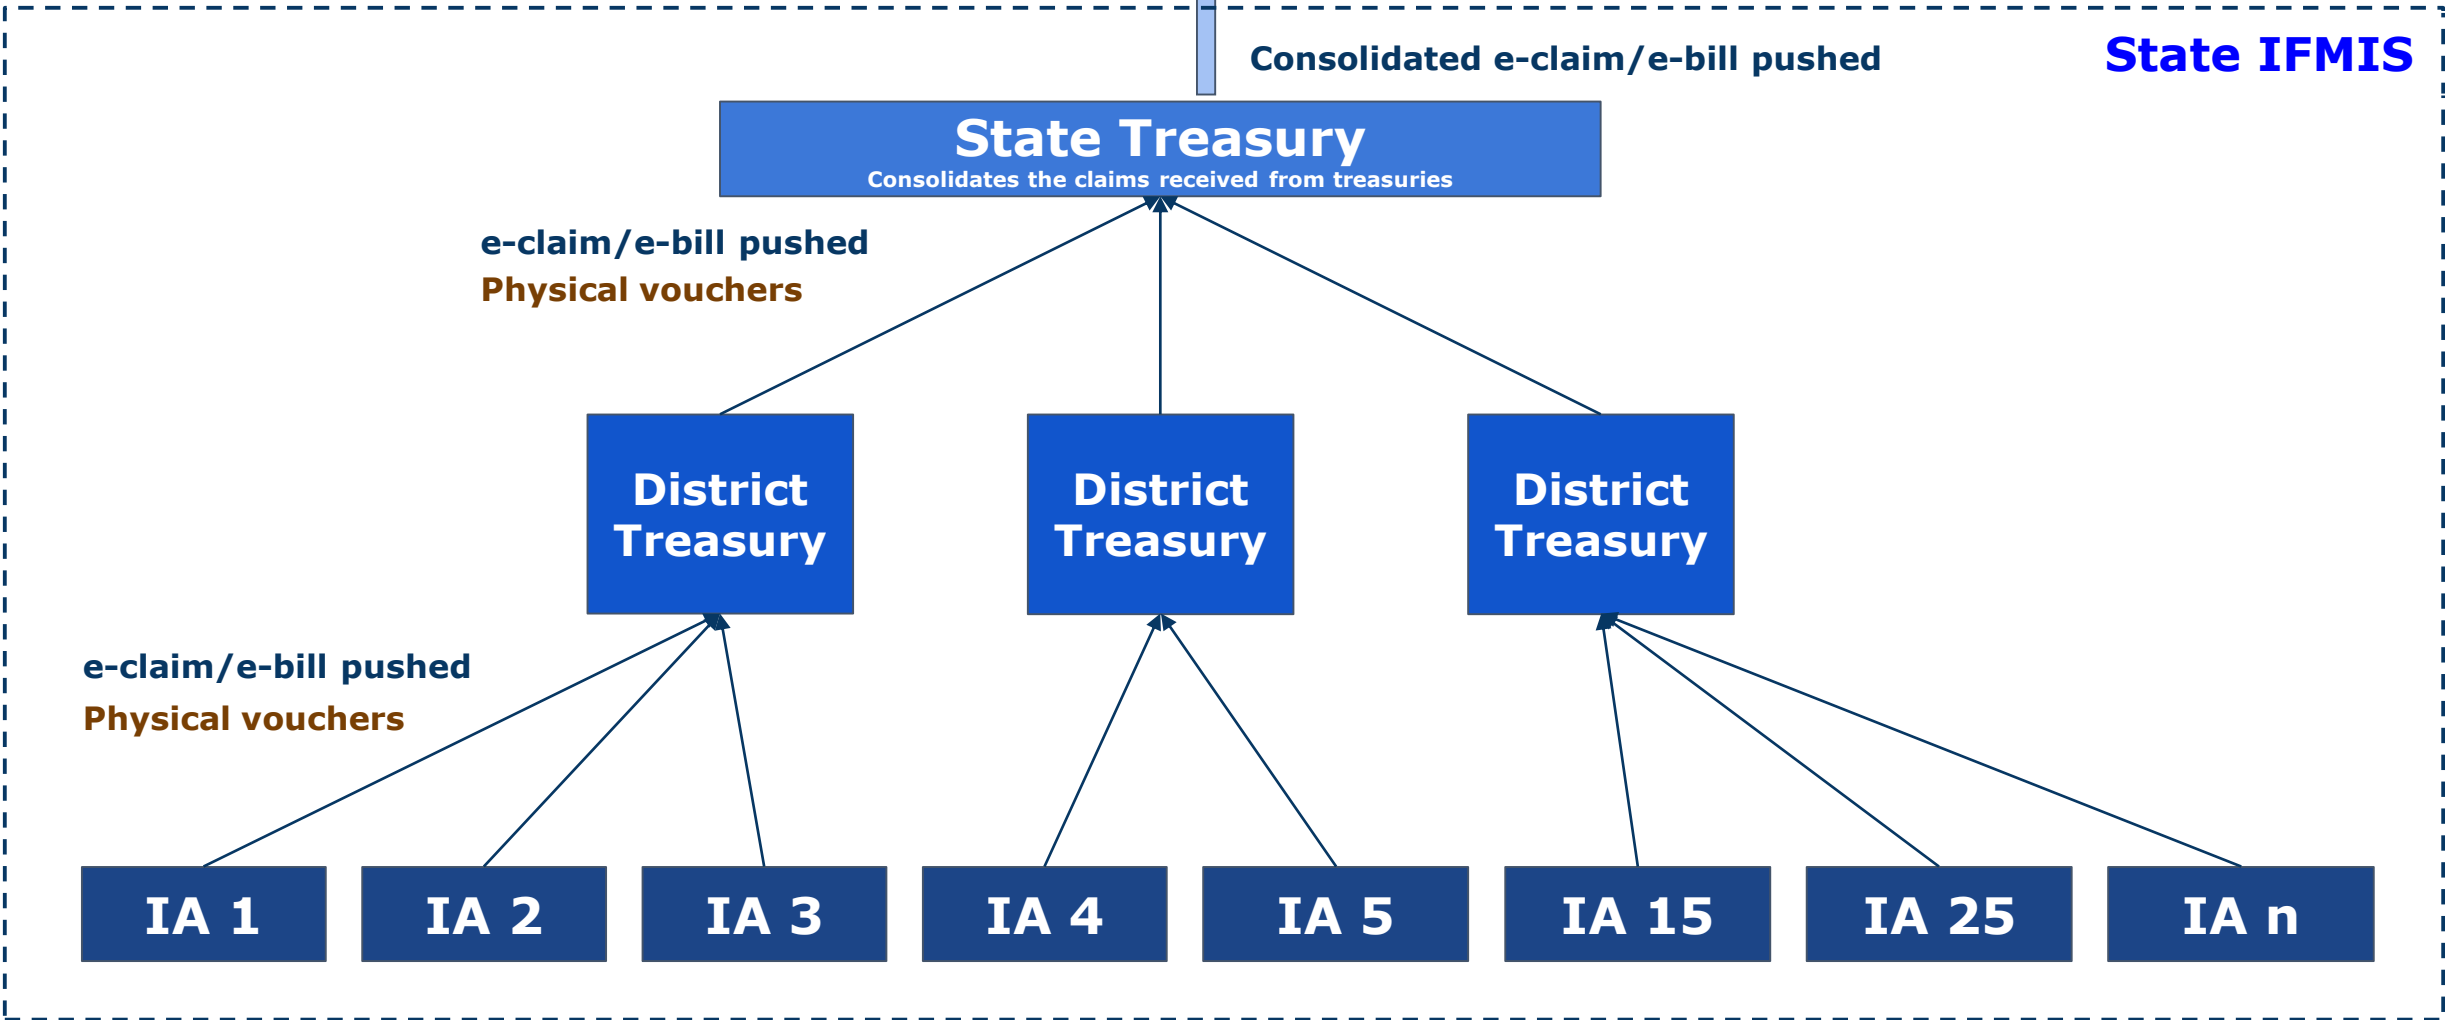 Consolidated e-claim/e-bill pushed
State IFMIS
State Treasury
Consolidates the claims received from treasuries
e-claim/e-bill pushed
Physical vouchers
District
Treasury
District
Treasury
District
Treasury
e-claim/e-bill pushed
Physical vouchers
IA 1
IA 2
IA 3
IA 4
IA 5
IA 15
IA 25
IA n